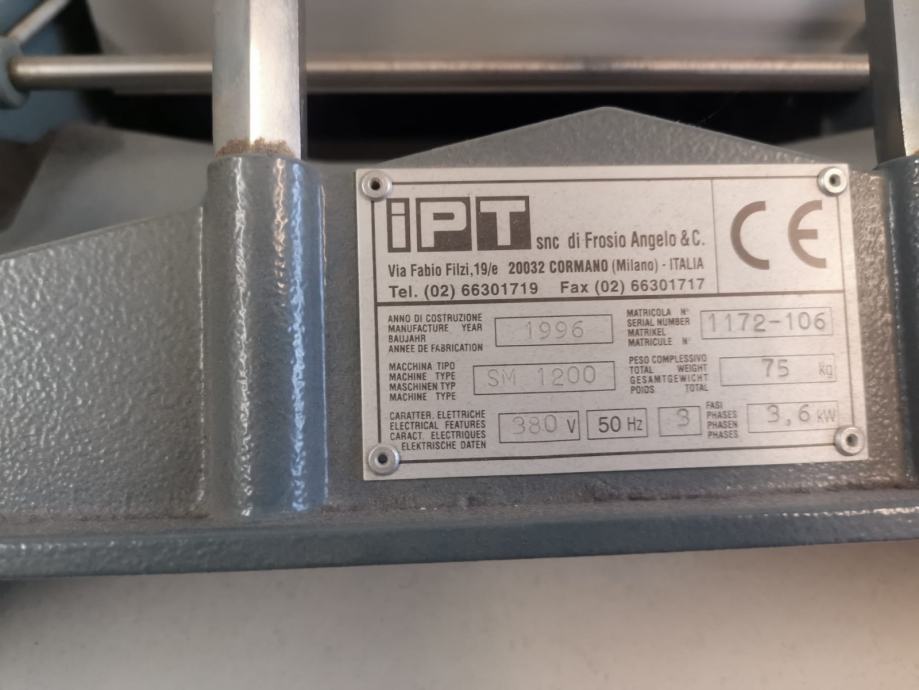 iPT snc di Frosio Angelo & C.
Via Fabio Filzi,19/e 20032 CORMANO (Milano) - ITALIA
Tel. (02) 66301719 Fax (02) 66301717
CE
ANNO DI COSTRUZIONE
MANUFACTURE YEAR
BAUJAHR
ANNEE DE FABRICATION
1996
MATRICOLA N°
SERIAL NUMBER
MATRIKEL
MATRICULE N°
1172-106
MACCHINA TIPO
MACHINE TYPE
MASCHINEN TYP
MACHINE TYPE
SM 1200
PESO COMPLESSIVO
TOTAL WEIGHT
GESAMTGEWICHT
POIDS TOTAL
75 kg
CARATTER. ELETTRICHE
ELECTRICAL FEATURES
CARACT. ELECTRIQUES
ELEKTRISCHE DATEN
380 V
50 Hz
3
FASI
PHASES
PHASEN
PHASES
3,6 kW